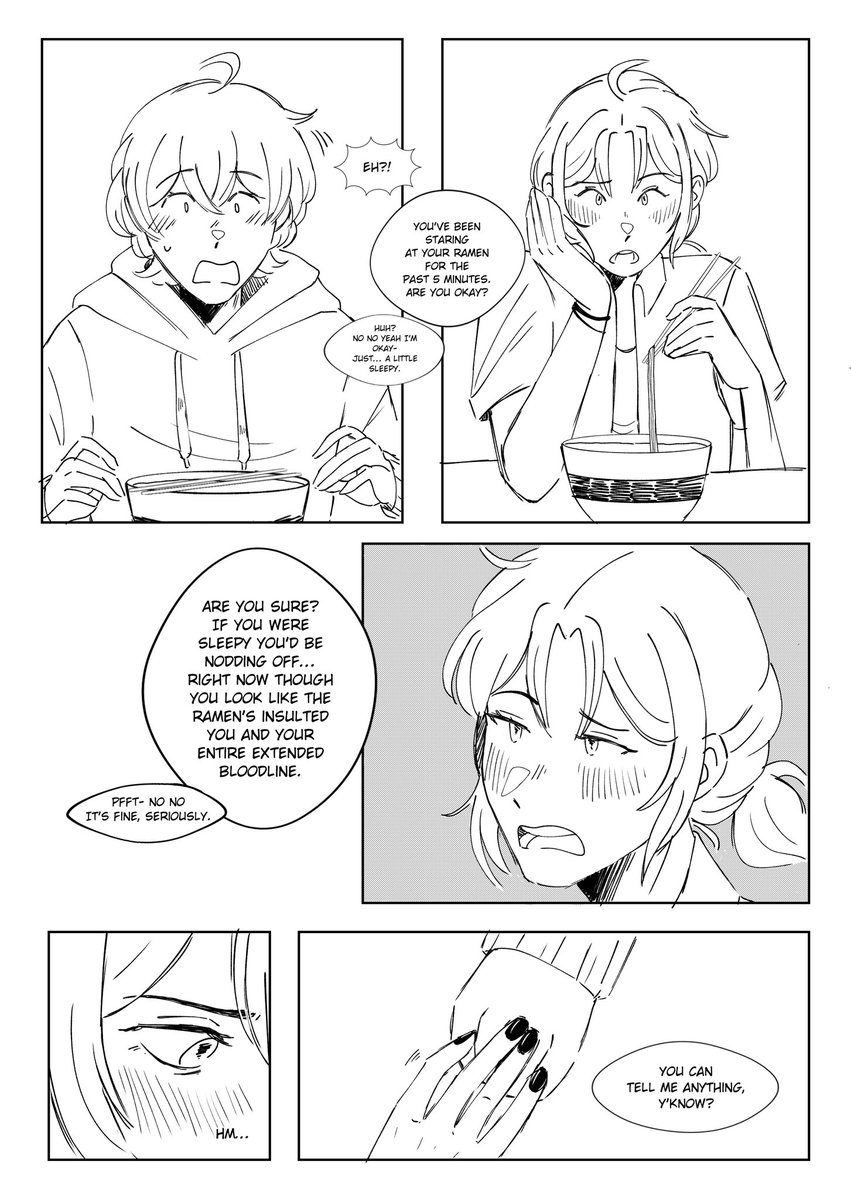 EH?!
YOU'VE BEEN
STARING
AT YOUR RAMEN
FOR THE
PAST 5 MINUTES.
ARE YOU OKAY?
HUH?
NO NO YEAH I'M
OKAY-
JUST... A LITTLE
SLEEPY.
ARE YOU SURE?
IF YOU WERE
SLEEPY YOU'D BE
NODDING OFF...
RIGHT NOW THOUGH
YOU LOOK LIKE THE
RAMEN'S INSULTED
YOU AND YOUR
ENTIRE EXTENDED
BLOODLINE.
PFFT- NO NO
IT'S FINE, SERIOUSLY.
HM...
YOU CAN
TELL ME ANYTHING,
Y'KNOW?